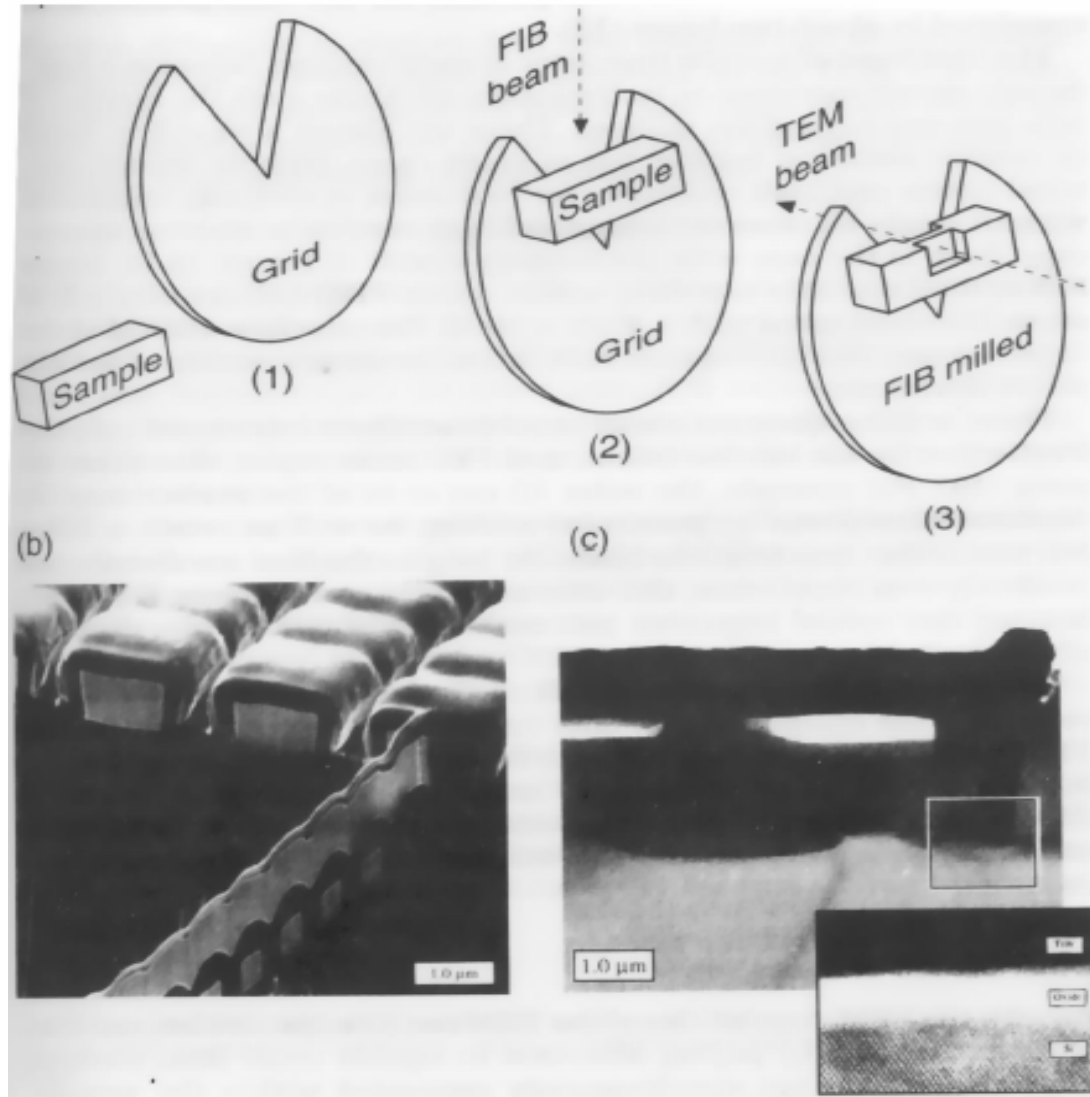 FIB
beam
TEM
beam
Grid
Sample
(1)
Sample
Grid
(2)
FIB milled
(3)
(b)
(c)
1.0 μm
1.0 μm
Oxide